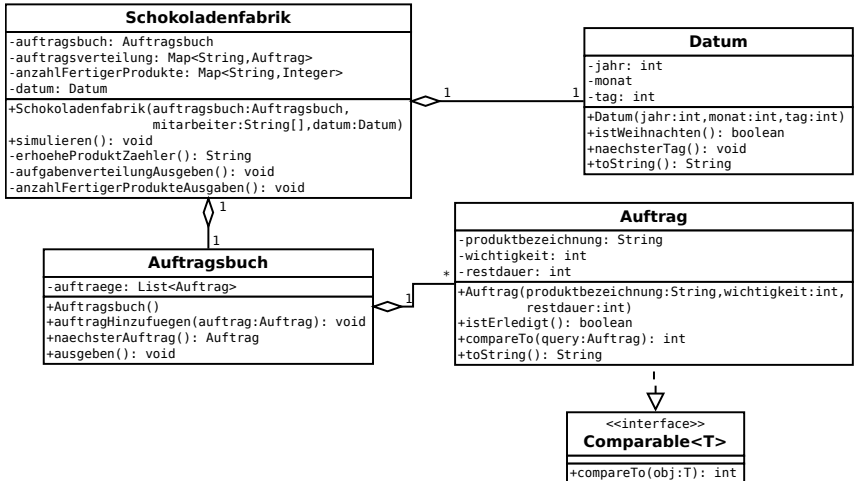 Schokoladenfabrik
-auftragsbuch: Auftragsbuch
-auftragsverteilung: Map<String,Auftrag>
-anzahlFertigerProdukte: Map<String,Integer>
-datum: Datum
+Schokoladenfabrik(auftragsbuch:Auftragsbuch,
mitarbeiter:String[],datum:Datum)
+simulieren(): void
-erhoeheProduktZaehler(): String
-aufgabenverteilungAusgeben(): void
-anzahlFertigerProdukteAusgaben(): void
1
1
Datum
-jahr: int
-monat
-tag: int
+Datum(jahr:int,monat:int,tag:int)
+istWeihnachten(): boolean
+naechsterTag(): void
+toString(): String
1
1
Auftragsbuch
-auftraege: List<Auftrag>
+Auftragsbuch()
+auftragHinzufuegen(auftrag:Auftrag): void
+naechsterAuftrag(): Auftrag
+ausgeben(): void
1
*
Auftrag
-produktbezeichnung: String
-wichtigkeit: int
-restdauer: int
+Auftrag(produktbezeichnung:String,wichtigkeit:int,
restdauer:int)
+istErledigt(): boolean
+compareTo(query:Auftrag): int
+toString(): String
<<interface>>
Comparable<T>
+compareTo(obj:T): int